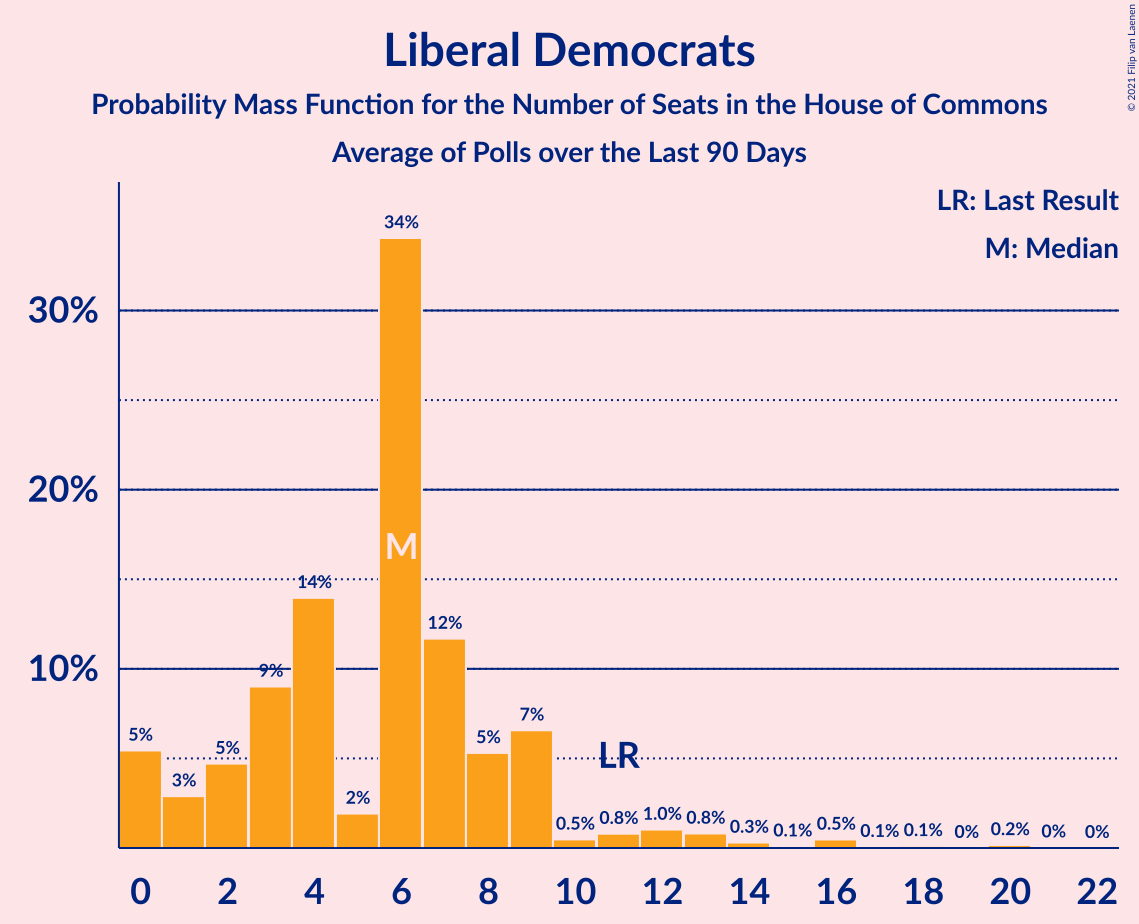 Liberal Democrats
Probability Mass Function for the Number of Seats in the House of Commons
Average of Polls over the Last 90 Days
© 2021 Filip van Laenen
LR: Last Result
M: Median
30%
20%
10%
5%
3%
5%
9%
14%
2%
34%
M
12%
5%
7%
0.5%
0.8%
LR
1.0%
0.8%
0.3%
0.1%
0.5%
0.1%
0.1%
0%
0.2%
0%
0%
0 2 4 6 8 10 12 14 16 18 20 22